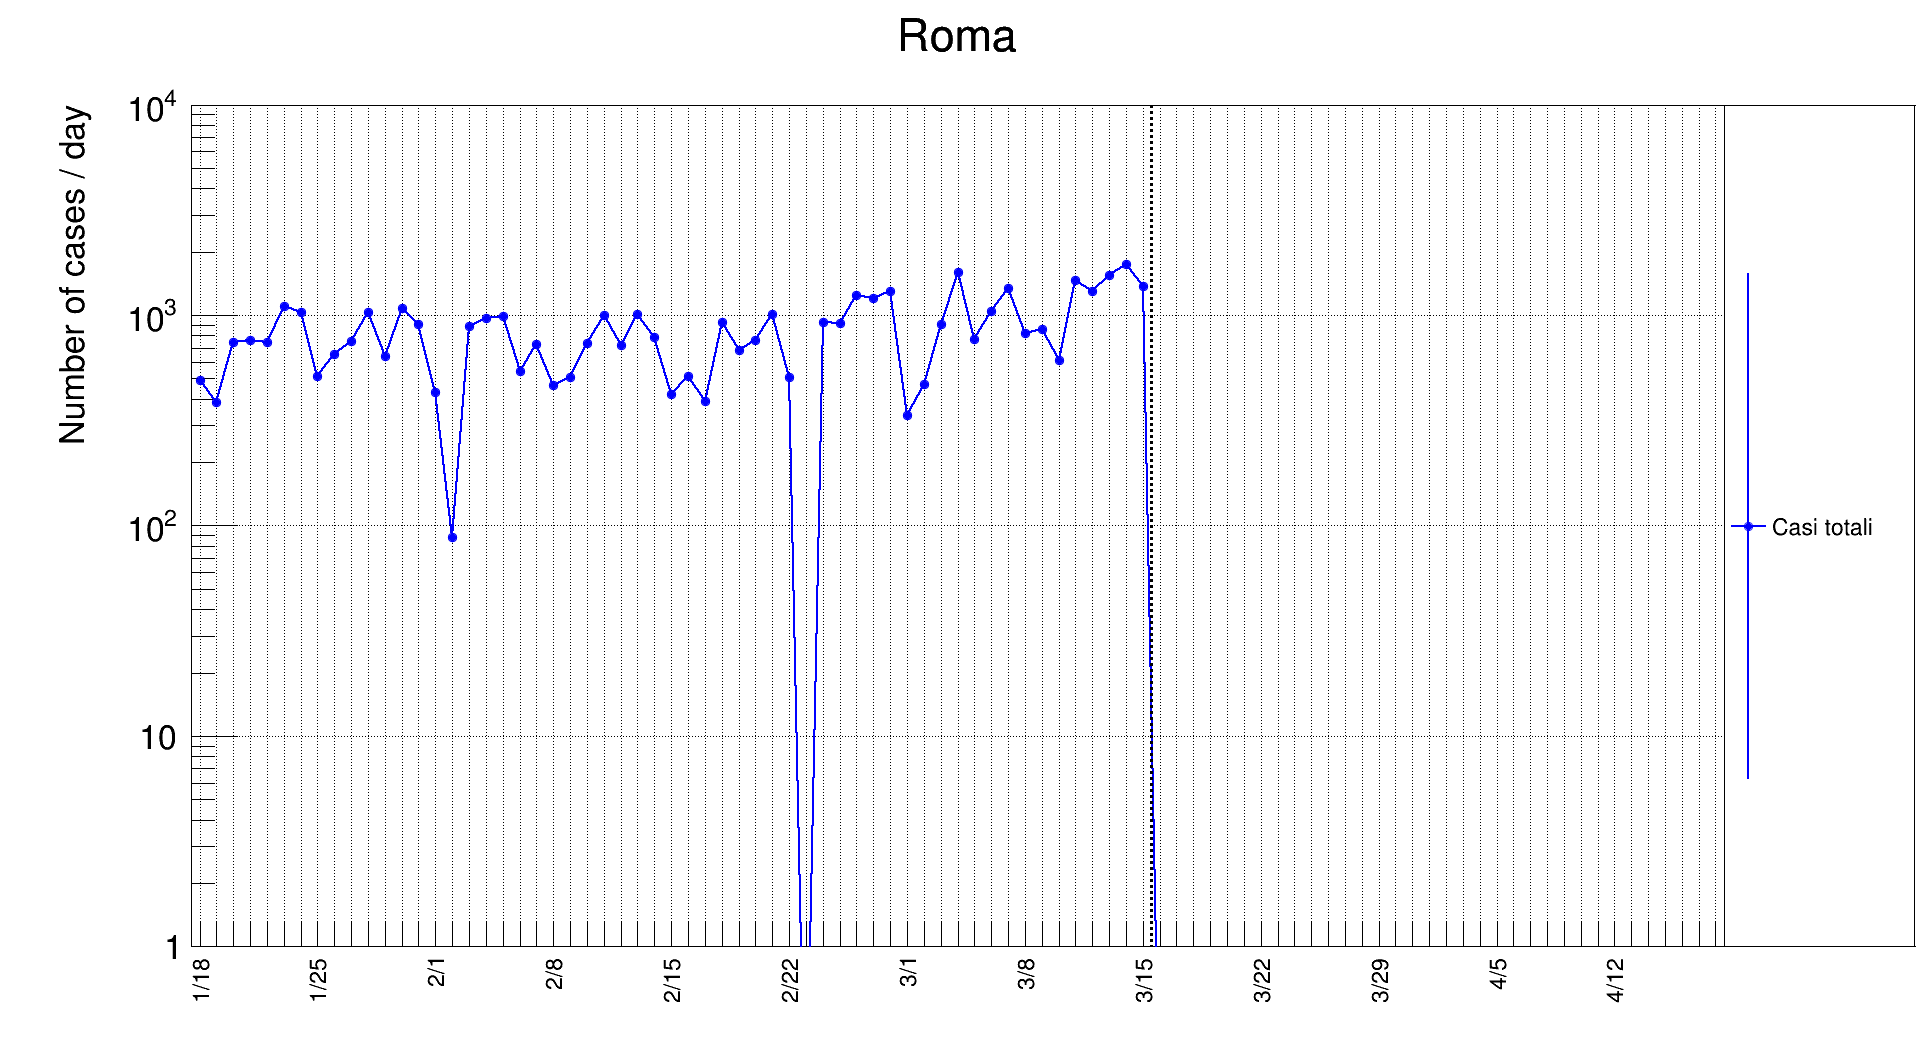 Roma
Number of cases / day
10^4
10^3
10^2
10
1
1/18 1/25 2/1 2/8 2/15 2/22 3/1 3/8 3/15 3/22 3/29 4/5 4/12
Casi totali